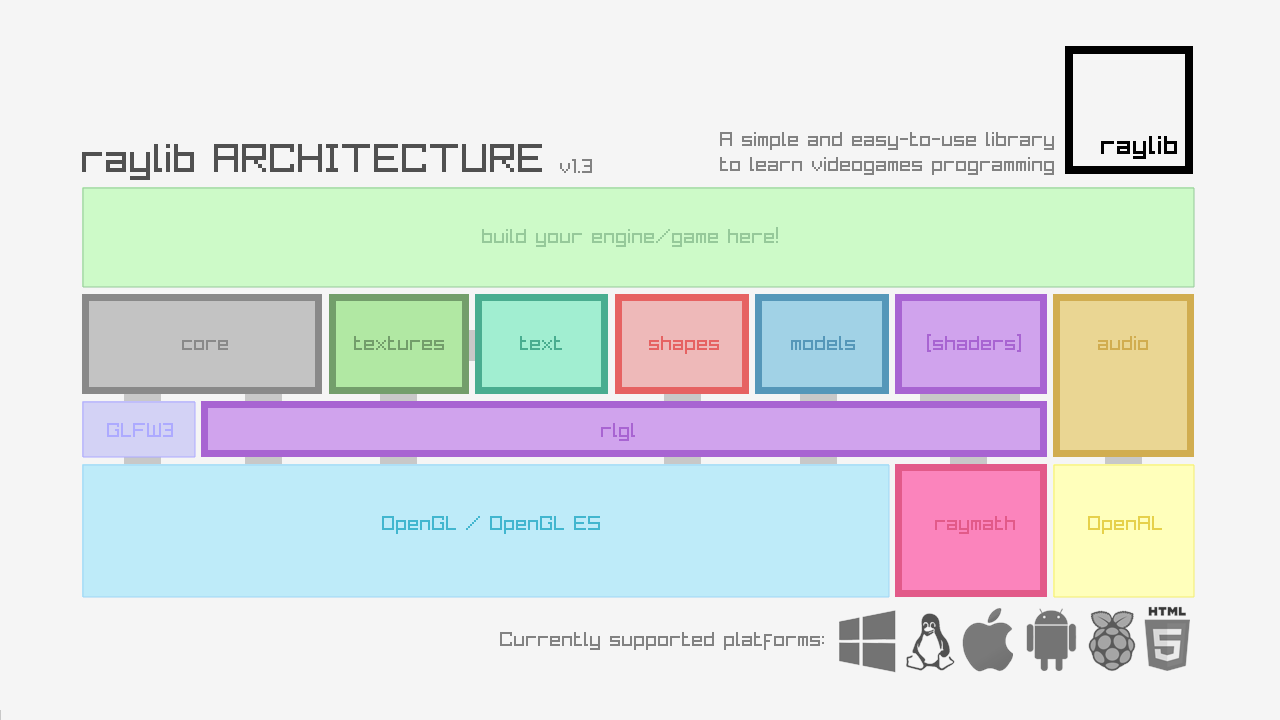 raylib ARCHITECTURE v1.3
A simple and easy-to-use library
to learn videogames programming
raylib
build your engine/game here!
core
textures
text
shapes
models
[shaders]
audio
GLFW3
rlgl
OpenGL / OpenGL ES
raymath
OpenAL
Currently supported platforms:
HTML
5